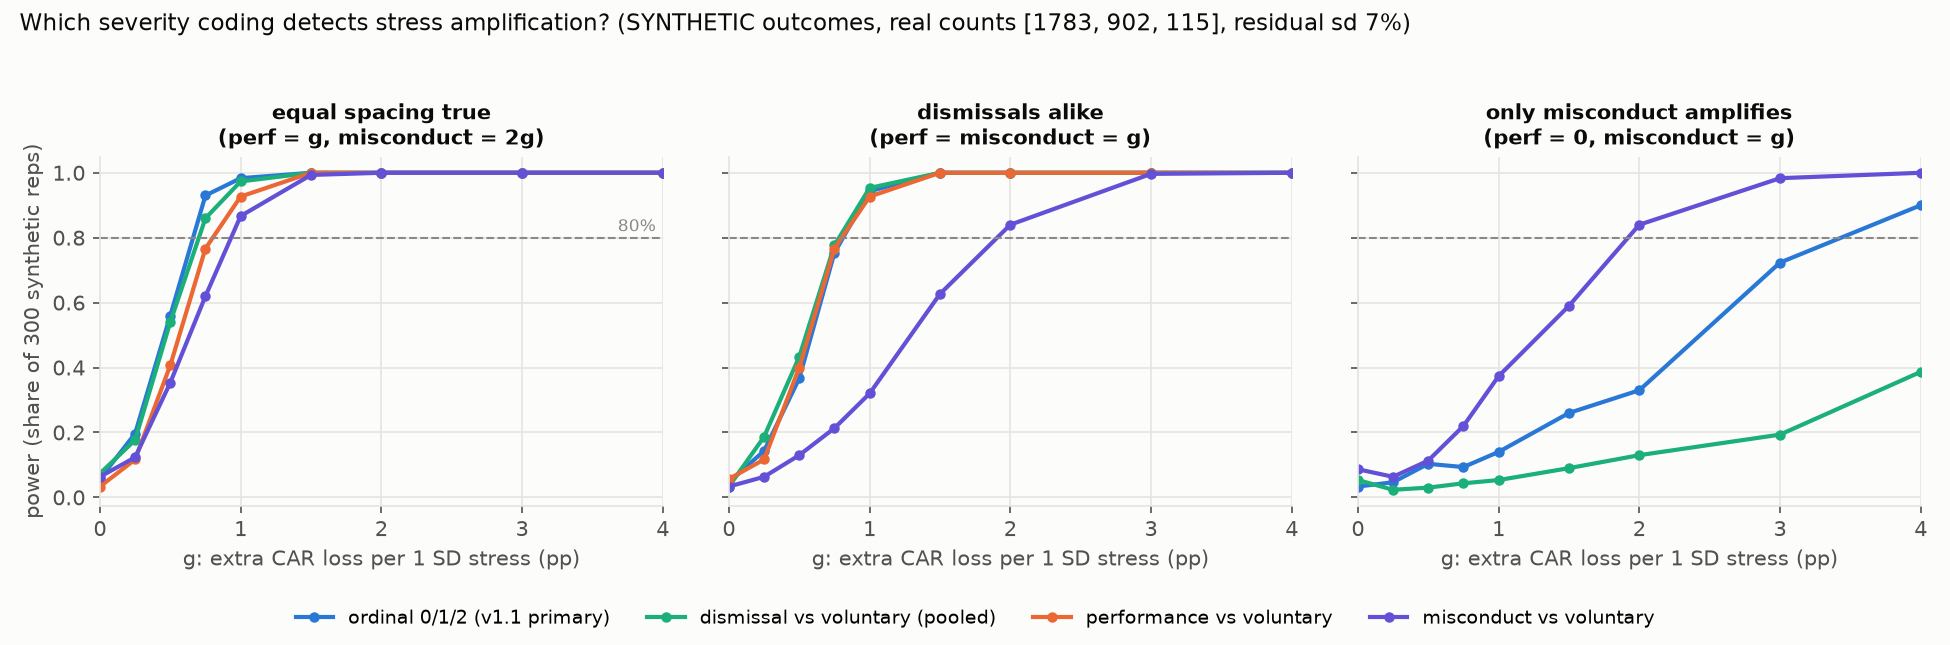 Which severity coding detects stress amplification? (SYNTHETIC outcomes, real counts [1783, 902, 115], residual sd 7%)
equal spacing true
(perf = g, misconduct = 2g)
dismissals alike
(perf = misconduct = g)
only misconduct amplifies
(perf = 0, misconduct = g)
power (share of 300 synthetic reps)
1.0
0.8
0.6
0.4
0.2
0.0
80%
0 1 2 3 4
0 1 2 3 4
0 1 2 3 4
g: extra CAR loss per 1 SD stress (pp)
g: extra CAR loss per 1 SD stress (pp)
g: extra CAR loss per 1 SD stress (pp)
ordinal 0/1/2 (v1.1 primary)
dismissal vs voluntary (pooled)
performance vs voluntary
misconduct vs voluntary